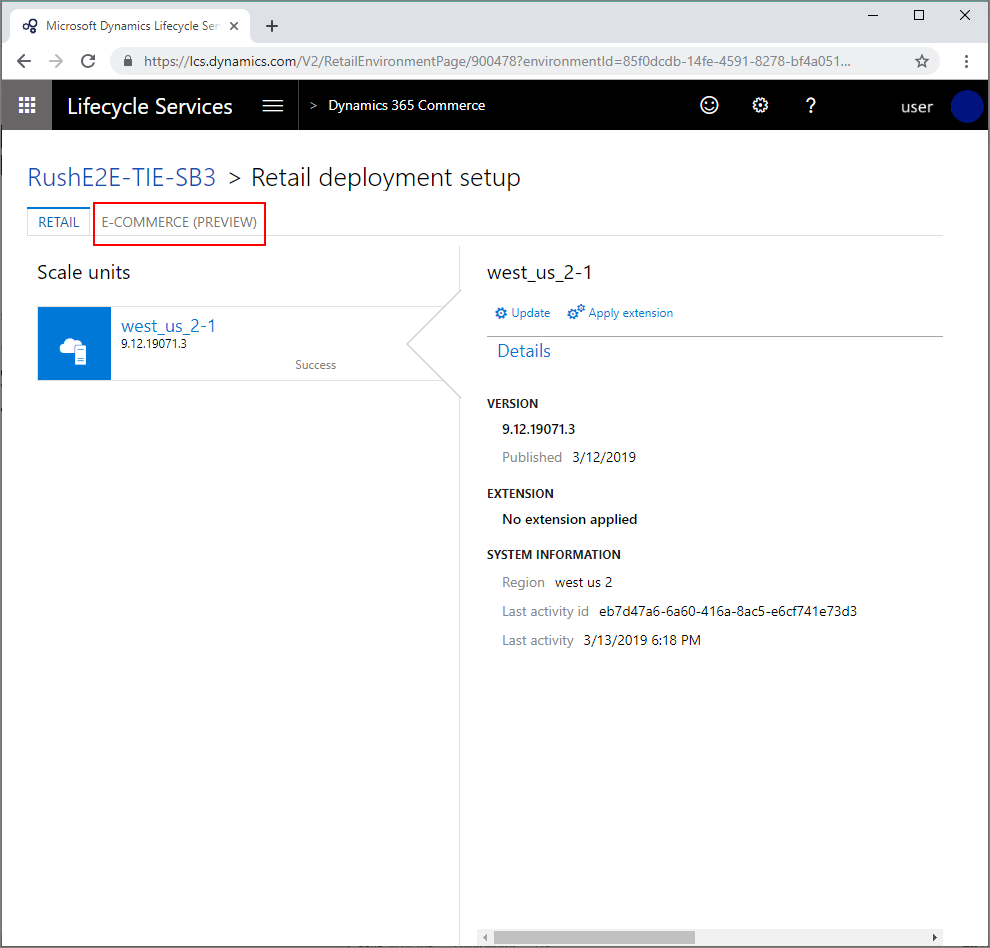 Microsoft Dynamics Lifecycle Ser
https://lcs.dynamics.com/V2/RetailEnvironmentPage/900478?environmentId=85f0dcdb-14fe-4591-8278-bf4a051...
Lifecycle Services > Dynamics 365 Commerce ? user
RushE2E-TIE-SB3 > Retail deployment setup
RETAIL E-COMMERCE (PREVIEW)
Scale units
west_us_2-1
9.12.19071.3
Success
west_us_2-1
Update Apply extension
Details
VERSION
9.12.19071.3
Published 3/12/2019
EXTENSION
No extension applied
SYSTEM INFORMATION
Region west us 2
Last activity id eb7d47a6-6a60-416a-8ac5-e6cf741e73d3
Last activity 3/13/2019 6:18 PM